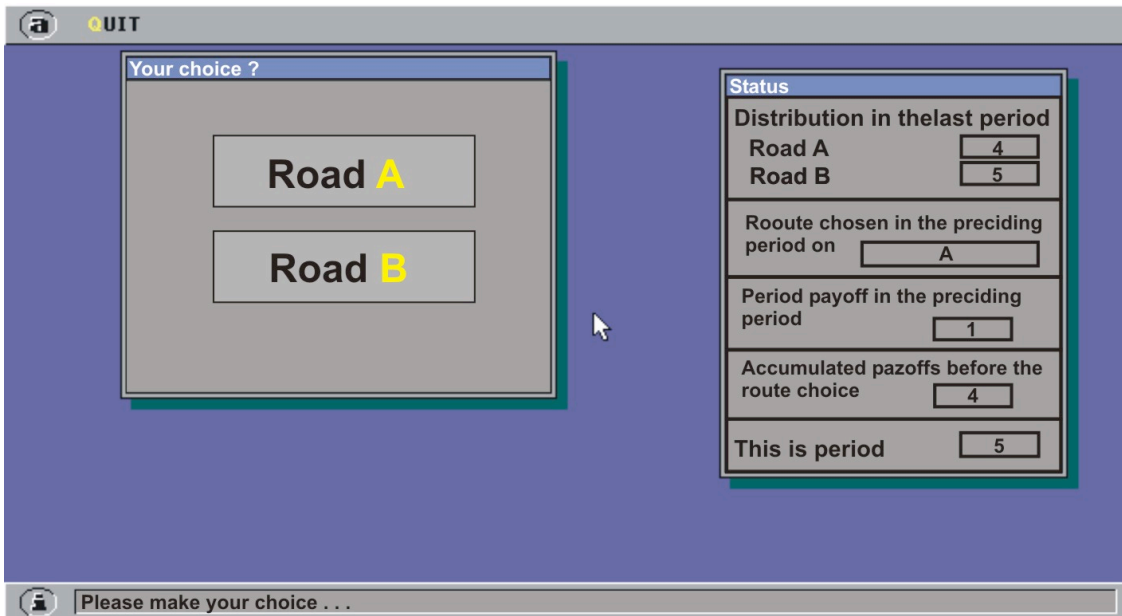 a QUIT
Your choice ?
Road A
Road B
Status
Distribution in thelast period
Road A 4
Road B 5
Rooute chosen in the preciding
period on A
Period payoff in the preciding
period 1
Accumulated pazoffs before the
route choice 4
This is period 5
i Please make your choice . . .